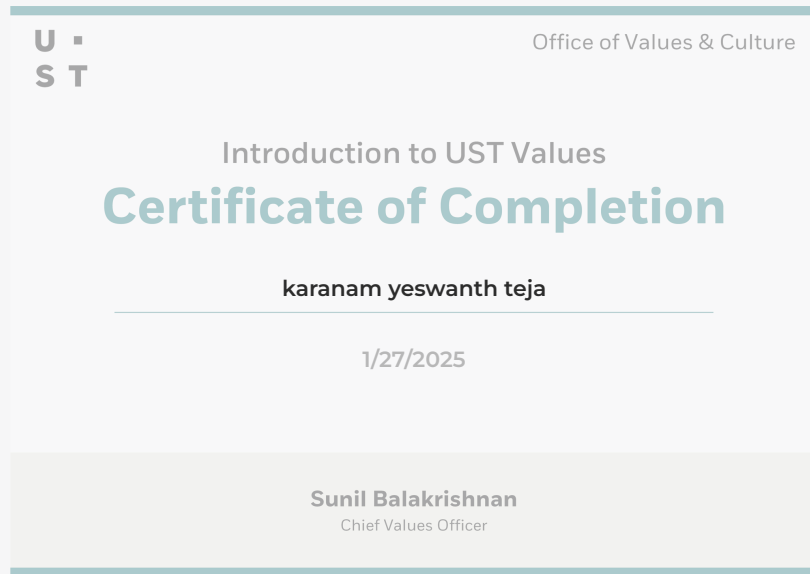 U ·
S T
Office of Values & Culture
Introduction to UST Values
Certificate of Completion
karanam yeswanth teja
1/27/2025
Sunil Balakrishnan
Chief Values Officer